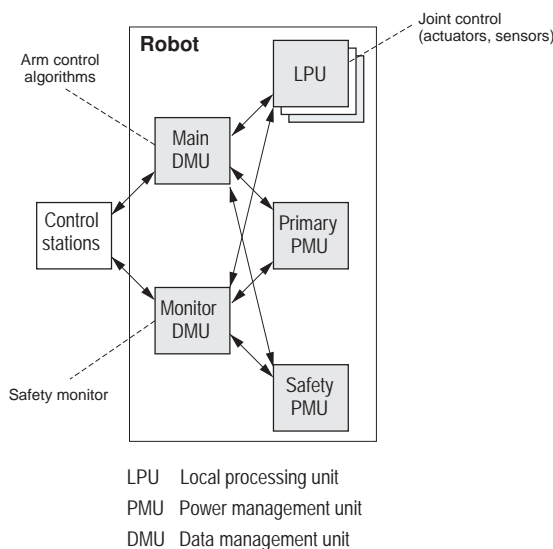 Joint control
(actuators, sensors)
Robot
Arm control
algorithms
LPU
Main
DMU
Control
stations
Primary
PMU
Monitor
DMU
Safety monitor
Safety
PMU
LPU Local processing unit
PMU Power management unit
DMU Data management unit